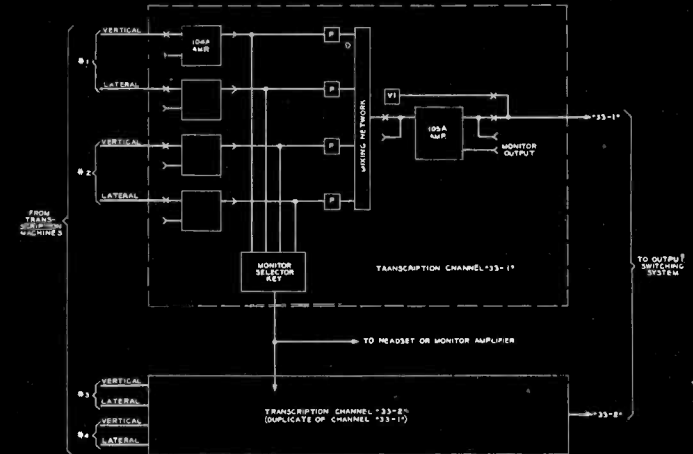 VERTICAL
#1
LATERAL
VERTICAL
#2
LATERAL
FROM
TRANS-
SCRIPTION
MACHINES
104A
AMP.
P
P
P
P
MIXING NETWORK
VI
105A
AMP.
MONITOR
OUTPUT
"33-1"
MONITOR
SELECTOR
KEY
TRANSCRIPTION CHANNEL "33-1"
TO OUTPUT
SWITCHING
SYSTEM
TO HEADSET OR MONITOR AMPLIFIER
VERTICAL
#3
LATERAL
VERTICAL
#4
LATERAL
TRANSCRIPTION CHANNEL "33-2"
(DUPLICATE OF CHANNEL "33-1")
"33-2"